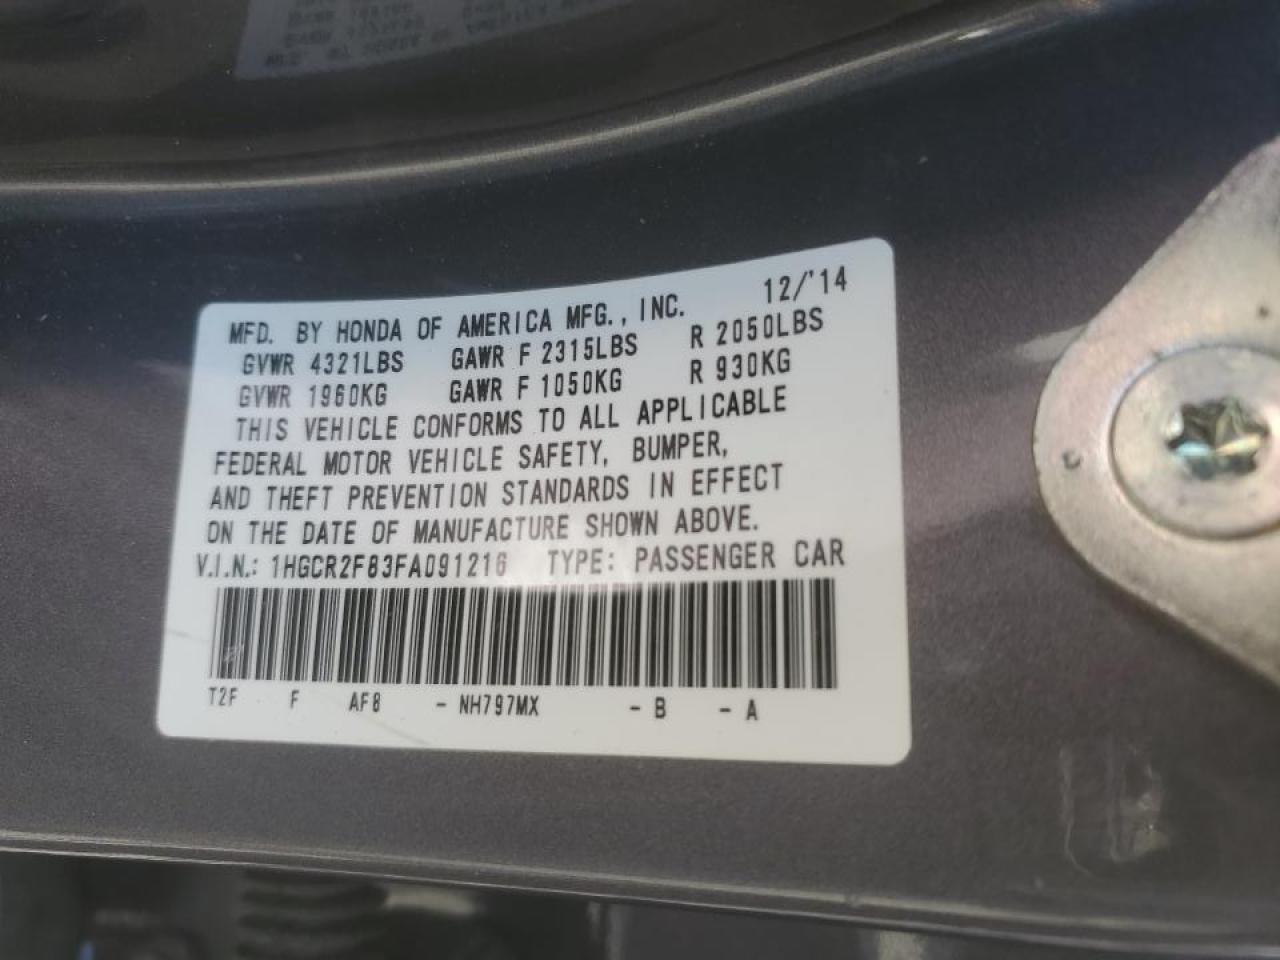 MFD. BY HONDA OF AMERICA MFG., INC. 12/'14
GVWR 4321LBS GAWR F 2315LBS R 2050LBS
GVWR 1960KG GAWR F 1050KG R 930KG
THIS VEHICLE CONFORMS TO ALL APPLICABLE
FEDERAL MOTOR VEHICLE SAFETY, BUMPER,
AND THEFT PREVENTION STANDARDS IN EFFECT
ON THE DATE OF MANUFACTURE SHOWN ABOVE.
V.I.N.: 1HGCR2F83FA091216 TYPE: PASSENGER CAR
T2F F AF8 - NH797MX - B - A